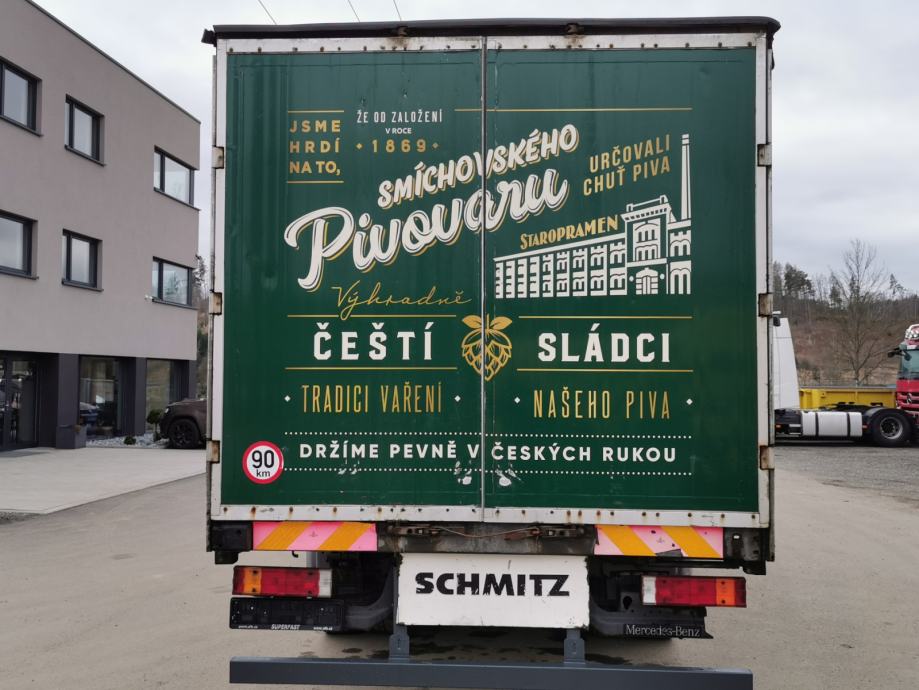 JSME
HRDÍ
NA TO,
ŽE OD ZALOŽENÍ
V ROCE
1869
SMÍCHOVSKÉHO
Pivovaru
URČOVALI
CHUŤ PIVA
STAROPRAMEN
Výhradně
ČEŠTÍ SLÁDCI
TRADICI VAŘENÍ NAŠEHO PIVA
DRŽÍME PEVNĚ V ČESKÝCH RUKOU
90
km
SCHMITZ
SUPERFAST
Mercedes-Benz